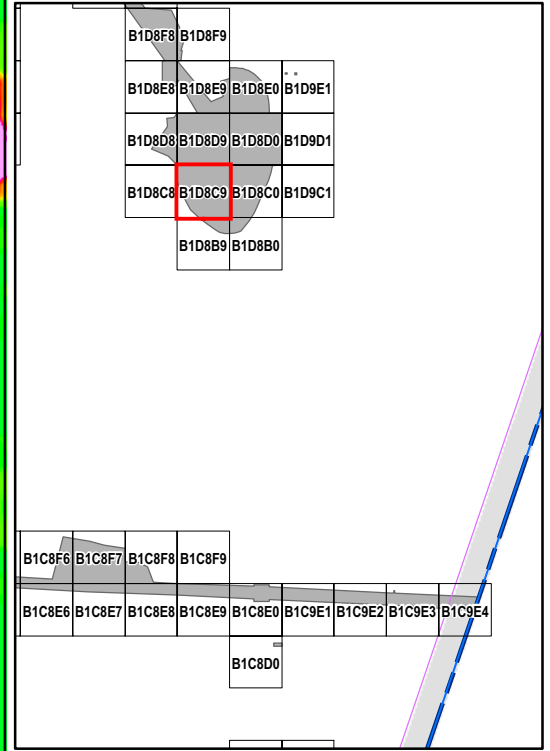 B1D8F8 B1D8F9
B1D8E8 B1D8E9 B1D8E0 B1D9E1
B1D8D8 B1D8D9 B1D8D0 B1D9D1
B1D8C8 B1D8C9 B1D8C0 B1D9C1
B1D8B9 B1D8B0
B1C8F6 B1C8F7 B1C8F8 B1C8F9
B1C8E6 B1C8E7 B1C8E8 B1C8E9 B1C8E0 B1C9E1 B1C9E2 B1C9E3 B1C9E4
B1C8D0